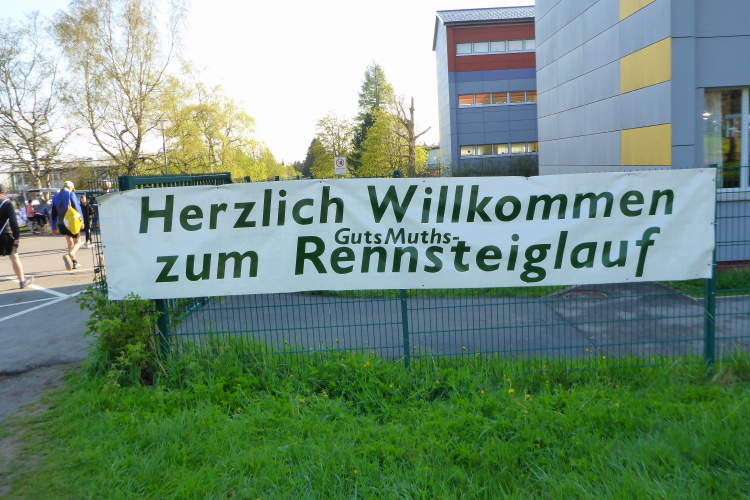 Herzlich Willkommen
GutsMuths-
zum Rennsteiglauf